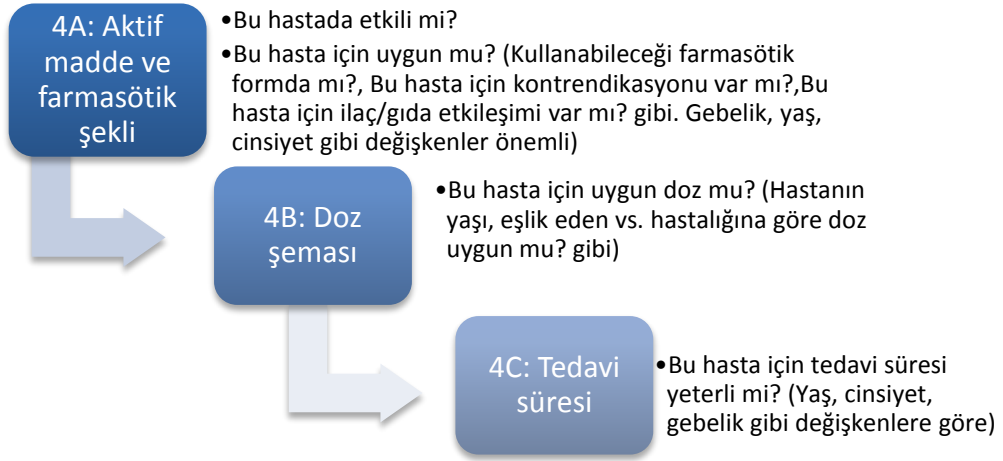 4A: Aktif
madde ve
farmasötik
şekli
•Bu hastada etkili mi?
•Bu hasta için uygun mu? (Kullanabileceği farmasötik
formda mı?, Bu hasta için kontrendikasyonu var mı?,Bu
hasta için ilaç/gıda etkileşimi var mı? gibi. Gebelik, yaş,
cinsiyet gibi değişkenler önemli)
4B: Doz
şeması
•Bu hasta için uygun doz mu? (Hastanın
yaşı, eşlik eden vs. hastalığına göre doz
uygun mu? gibi)
4C: Tedavi
süresi
•Bu hasta için tedavi süresi
yeterli mi? (Yaş, cinsiyet,
gebelik gibi değişkenlere göre)